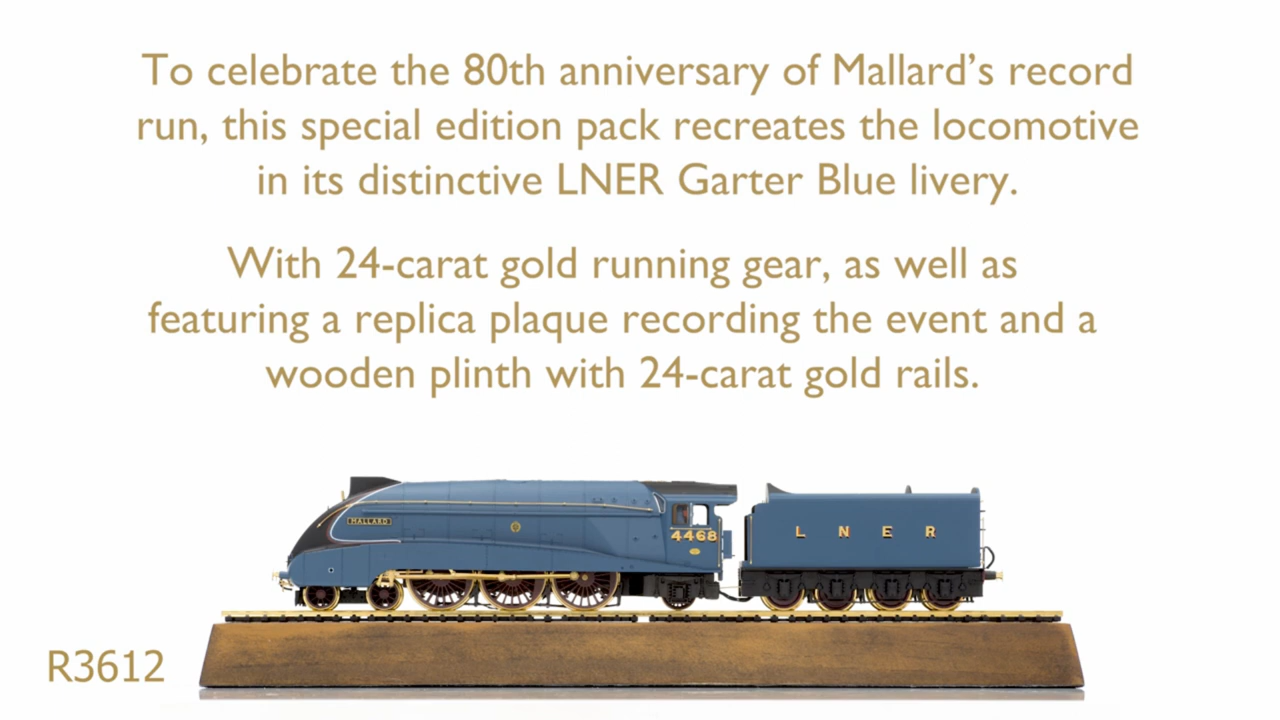 To celebrate the 80th anniversary of Mallard's record
run, this special edition pack recreates the locomotive
in its distinctive LNER Garter Blue livery.
With 24-carat gold running gear, as well as
featuring a replica plaque recording the event and a
wooden plinth with 24-carat gold rails.
MALLARD
4468
L N E R
R3612